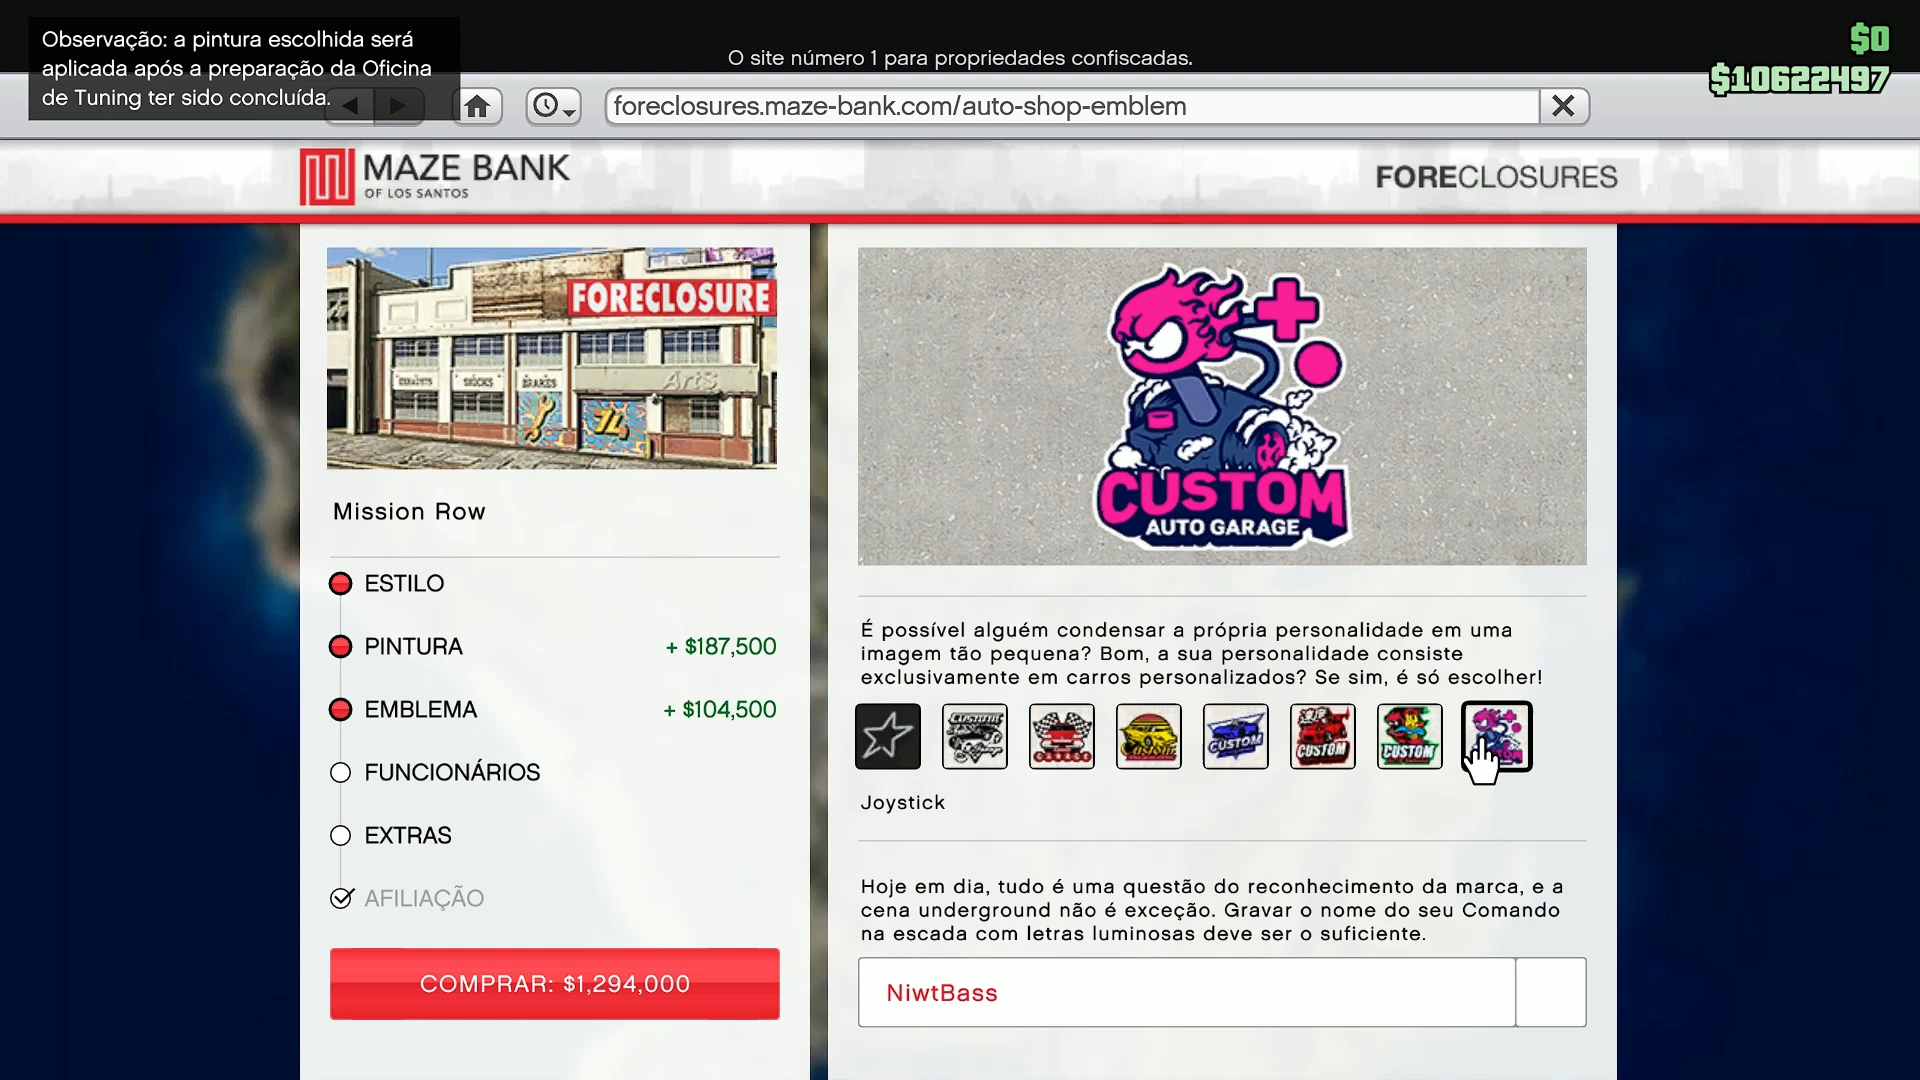 Observação: a pintura escolhida será
aplicada após a preparação da Oficina
de Tuning ter sido concluída.
O site número 1 para propriedades confiscadas.
$0
$10622497
foreclosures.maze-bank.com/auto-shop-emblem
MAZE BANK
OF LOS SANTOS
FORECLOSURES
FORECLOSURE
SHOCKS
BRAKES
Mission Row
ESTILO
PINTURA + $187,500
EMBLEMA + $104,500
FUNCIONÁRIOS
EXTRAS
AFILIAÇÃO
COMPRAR: $1,294,000
CUSTOM
AUTO GARAGE
É possível alguém condensar a própria personalidade em uma
imagem tão pequena? Bom, a sua personalidade consiste
exclusivamente em carros personalizados? Se sim, é só escolher!
CUSTOM
CUSTOM
CUSTOM
Joystick
Hoje em dia, tudo é uma questão do reconhecimento da marca, e a
cena underground não é exceção. Gravar o nome do seu Comando
na escada com letras luminosas deve ser o suficiente.
NiwtBass